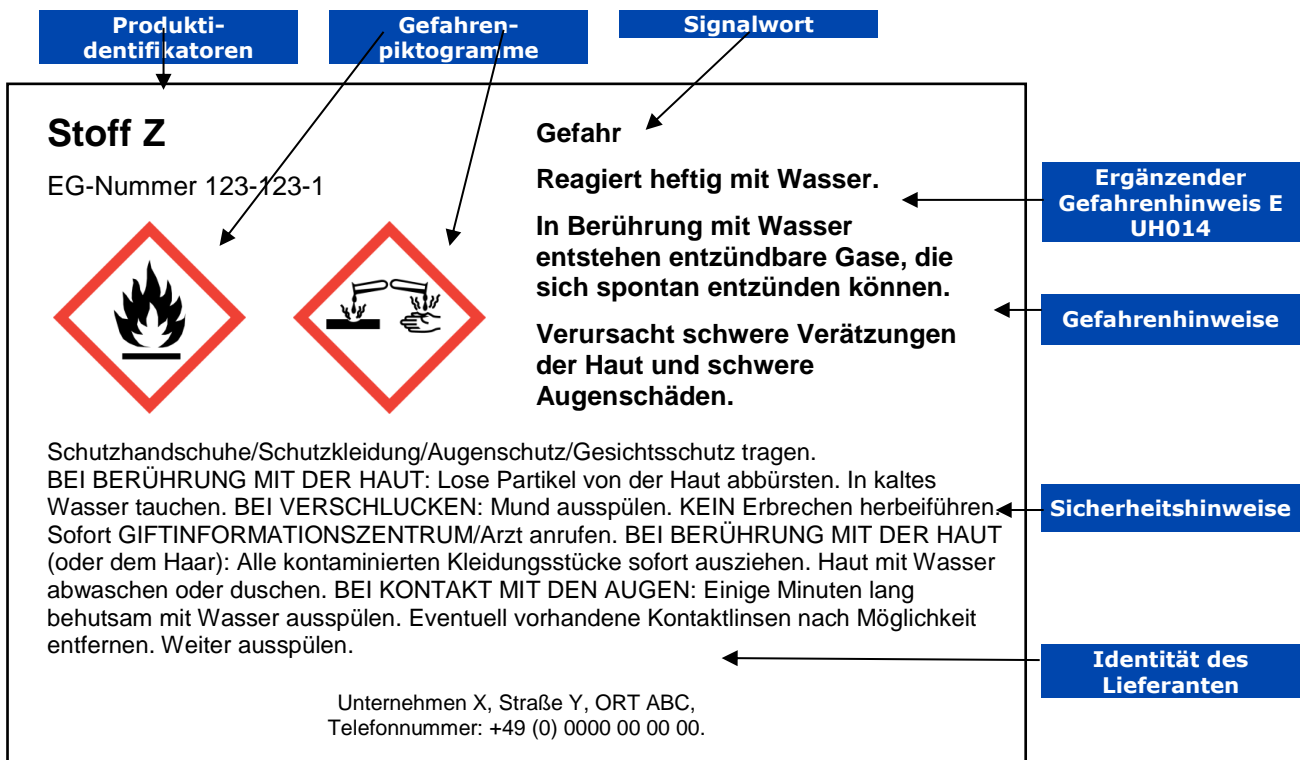 Produkti-
dentifikatoren
Gefahren-
piktogramme
Signalwort
Stoff Z
EG-Nummer 123-123-1
Gefahr
Reagiert heftig mit Wasser.
In Berührung mit Wasser
entstehen entzündbare Gase, die
sich spontan entzünden können.
Verursacht schwere Verätzungen
der Haut und schwere
Augenschäden.
Ergänzender
Gefahrenhinweis E
UH014
Gefahrenhinweise
Schutzhandschuhe/Schutzkleidung/Augenschutz/Gesichtsschutz tragen.
BEI BERÜHRUNG MIT DER HAUT: Lose Partikel von der Haut abbürsten. In kaltes
Wasser tauchen. BEI VERSCHLUCKEN: Mund ausspülen. KEIN Erbrechen herbeiführen.
Sofort GIFTINFORMATIONSZENTRUM/Arzt anrufen. BEI BERÜHRUNG MIT DER HAUT
(oder dem Haar): Alle kontaminierten Kleidungsstücke sofort ausziehen. Haut mit Wasser
abwaschen oder duschen. BEI KONTAKT MIT DEN AUGEN: Einige Minuten lang
behutsam mit Wasser ausspülen. Eventuell vorhandene Kontaktlinsen nach Möglichkeit
entfernen. Weiter ausspülen.
Sicherheitshinweise
Identität des
Lieferanten
Unternehmen X, Straße Y, ORT ABC,
Telefonnummer: +49 (0) 0000 00 00 00.